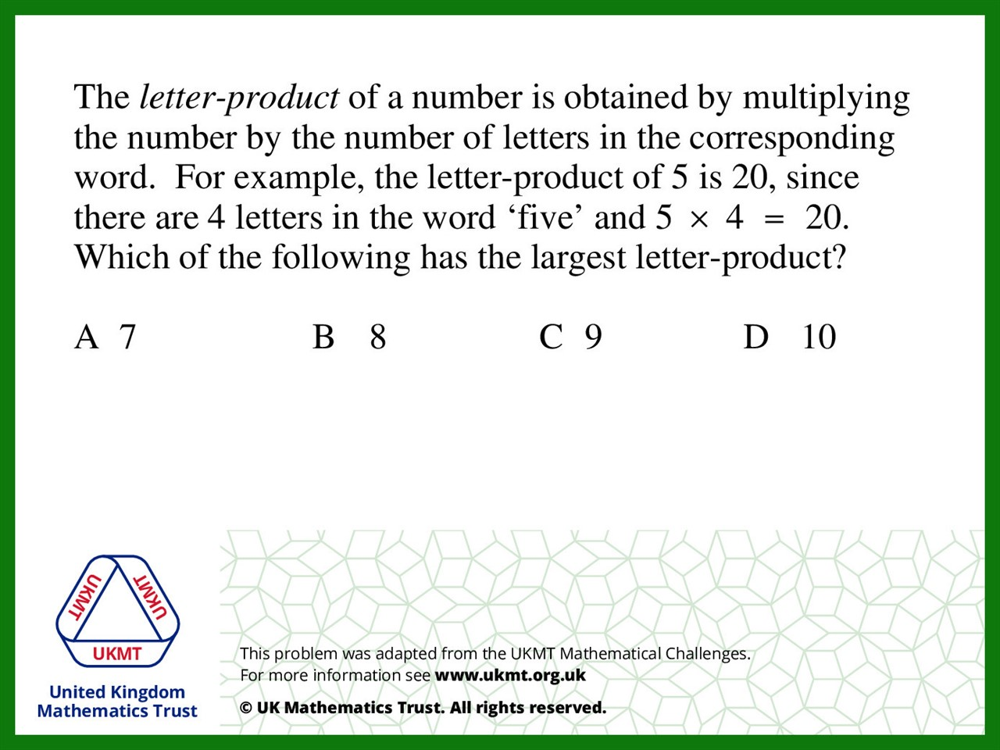 The letter-product of a number is obtained by multiplying
the number by the number of letters in the corresponding
word. For example, the letter-product of 5 is 20, since
there are 4 letters in the word ‘five’ and 5 × 4 = 20.
Which of the following has the largest letter-product?
A 7 B 8 C 9 D 10
UKMT UKMT
UKMT
United Kingdom
Mathematics Trust
This problem was adapted from the UKMT Mathematical Challenges.
For more information see www.ukmt.org.uk
© UK Mathematics Trust. All rights reserved.